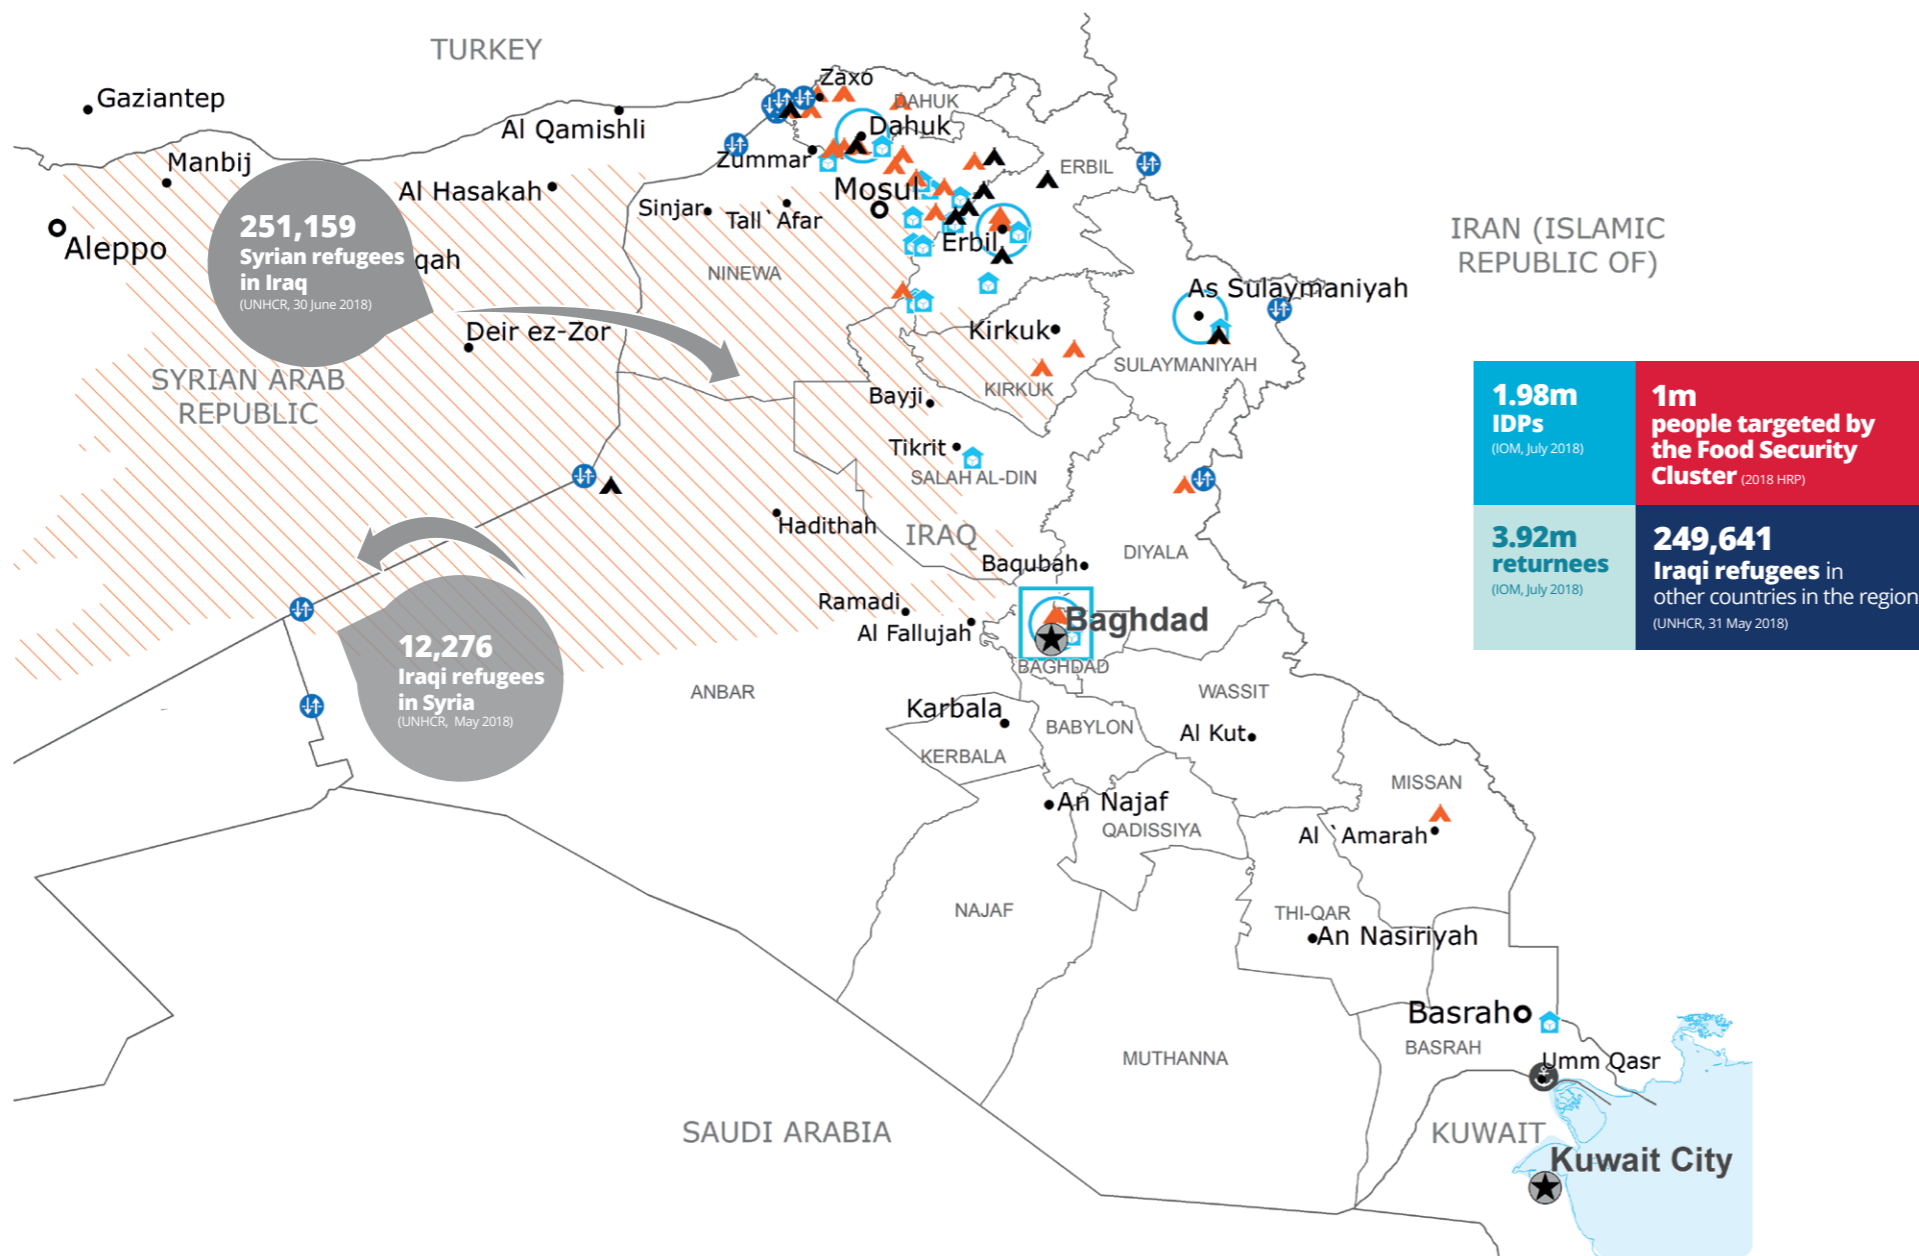 TURKEY
Zaxo
Gaziantep
DAHUK
Al Qamishli
Dahuk
Manbij
Zummar
ERBIL
Al Hasakah
Mosul
Sinjar
Tall`Afar
251,159
Syrian refugees
in Iraq
(UNHCR, 30 June 2018)
Aleppo
qah
Erbil
IRAN (ISLAMIC
REPUBLIC OF)
NINEWA
As Sulaymaniyah
Deir ez-Zor
Kirkuk
SULAYMANIYAH
SYRIAN ARAB
REPUBLIC
KIRKUK
Bayji
1.98m
IDPs
(IOM, July 2018)
1m
people targeted by
the Food Security
Cluster (2018 HRP)
Tikrit
SALAH AL-DIN
Hadithah
IRAQ
DIYALA
Baqubah
3.92m
returnees
(IOM, July 2018)
249,641
Iraqi refugees in
other countries in the region
(UNHCR, 31 May 2018)
Ramadi
Al Fallujah
Baghdad
BAGHDAD
12,276
Iraqi refugees
in Syria
(UNHCR, May 2018)
ANBAR
WASSIT
Karbala
BABYLON
Al Kut
KERBALA
MISSAN
An Najaf
QADISSIYA
Al `Amarah
NAJAF
THI-QAR
An Nasiriyah
Basrah
BASRAH
MUTHANNA
Umm Qasr
SAUDI ARABIA
KUWAIT
Kuwait City